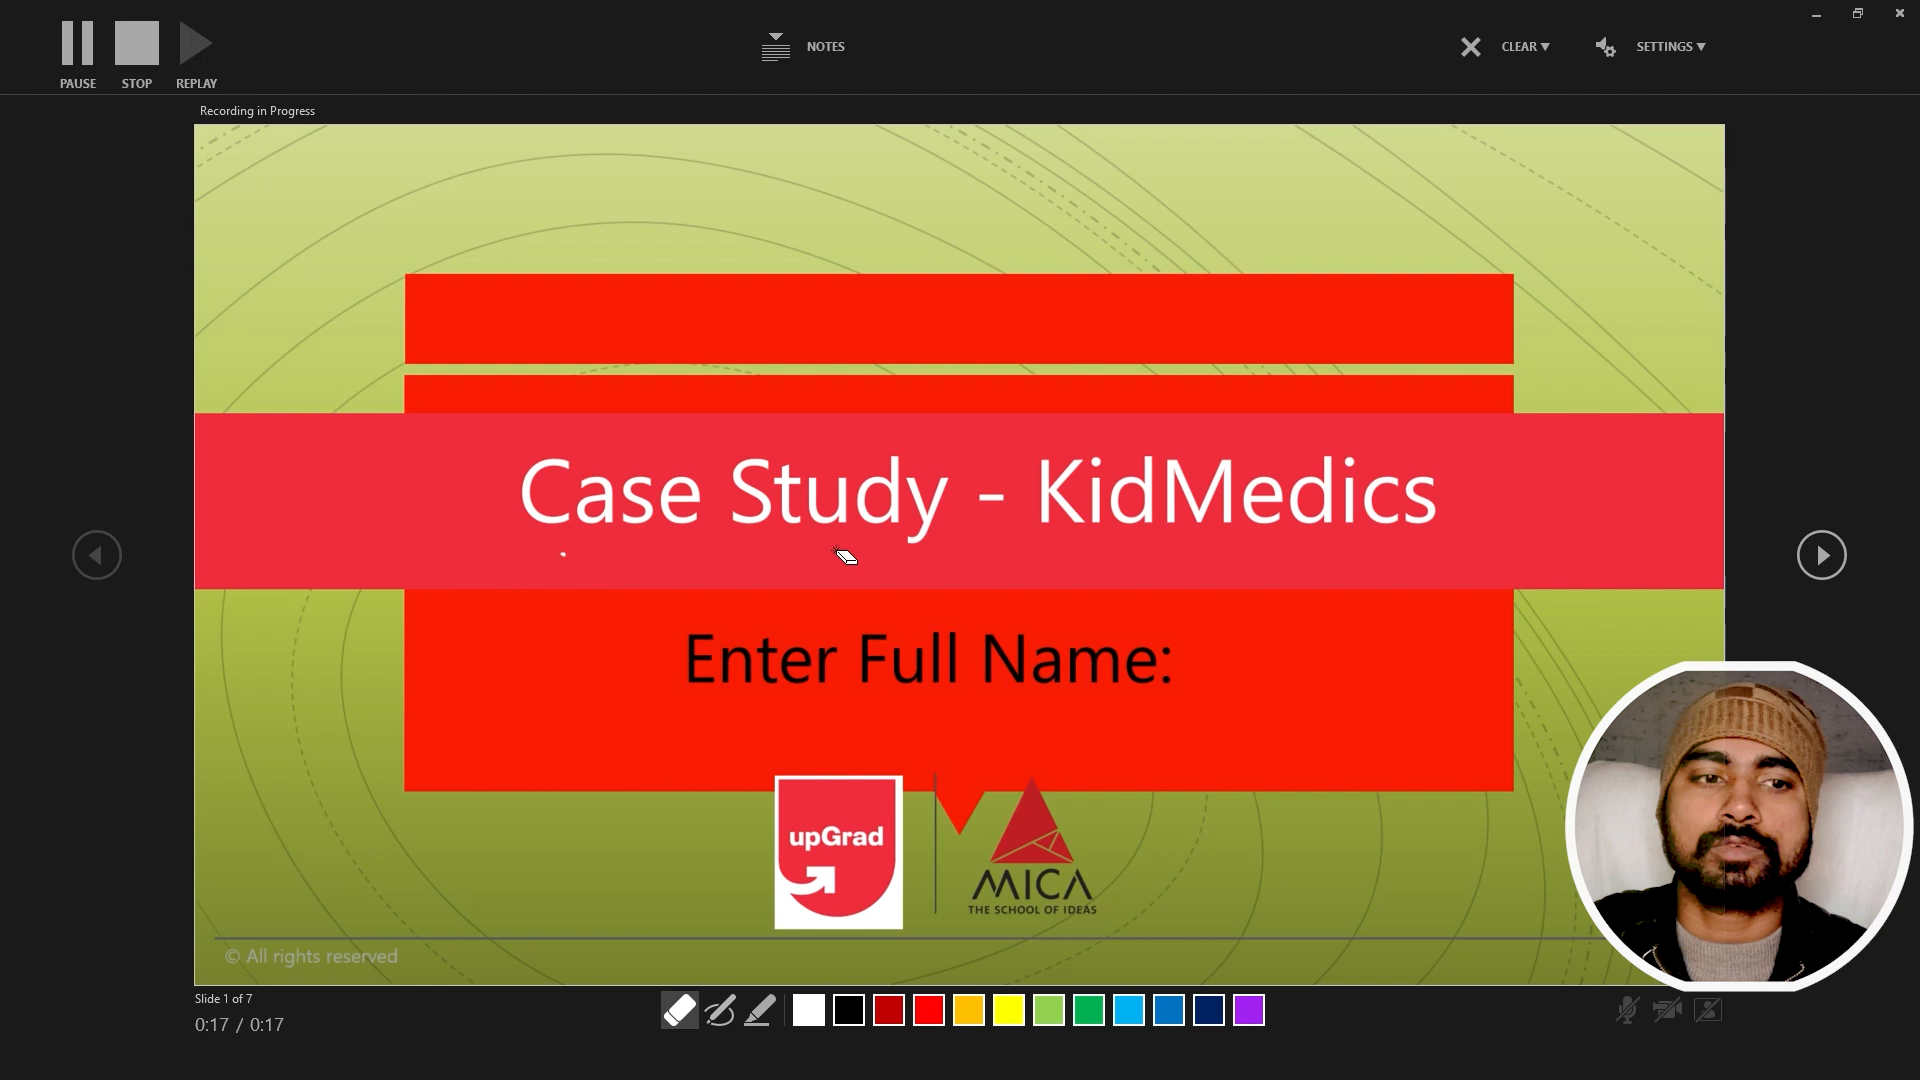 PAUSE STOP REPLAY
NOTES
CLEAR
SETTINGS
Recording in Progress
Case Study - KidMedics
Enter Full Name:
upGrad
MICA
THE SCHOOL OF IDEAS
© All rights reserved
Slide 1 of 7
0:17 / 0:17